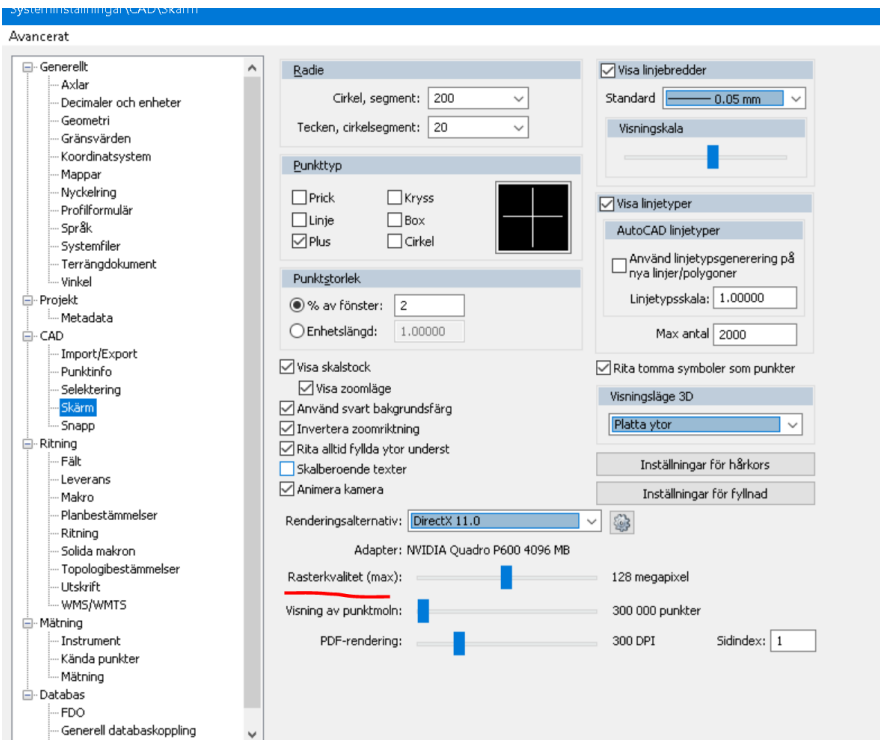 Systeminställningar\CAD\Skärm
Avancerat
Generellt
Axlar
Decimaler och enheter
Geometri
Gränsvärden
Koordinatsystem
Mappar
Nyckelring
Profilformulär
Språk
Systemfiler
Terrängdokument
Vinkel
Projekt
Metadata
CAD
Import/Export
Punktinfo
Selektering
Skärm
Snapp
Ritning
Fält
Leverans
Makro
Planbestämmelser
Ritning
Solida makron
Topologibestämmelser
Utskrift
WMS/WMTS
Mätning
Instrument
Kända punkter
Mätning
Databas
FDO
Generell databaskoppling
Radie
Cirkel, segment: 200
Tecken, cirkelsegment: 20
Punkttyp
Prick Kryss
Linje Box
Plus Cirkel
Punktstorlek
% av fönster: 2
Enhetslängd: 1.00000
Visa skalstock
Visa zoomläge
Använd svart bakgrundsfärg
Invertera zoomriktning
Rita alltid fyllda ytor underst
Skalberoende texter
Animera kamera
Visa linjebredder
Standard 0.05 mm
Visningskala
Visa linjetyper
AutoCAD linjetyper
Använd linjetypsgenerering på
nya linjer/polygoner
Linjetypsskala: 1.00000
Max antal 2000
Rita tomma symboler som punkter
Visningsläge 3D
Platta ytor
Inställningar för hårkors
Inställningar för fyllnad
Renderingsalternativ: DirectX 11.0
Adapter: NVIDIA Quadro P600 4096 MB
Rasterkvalitet (max): 128 megapixel
Visning av punktmoln: 300 000 punkter
PDF-rendering: 300 DPI Sidindex: 1